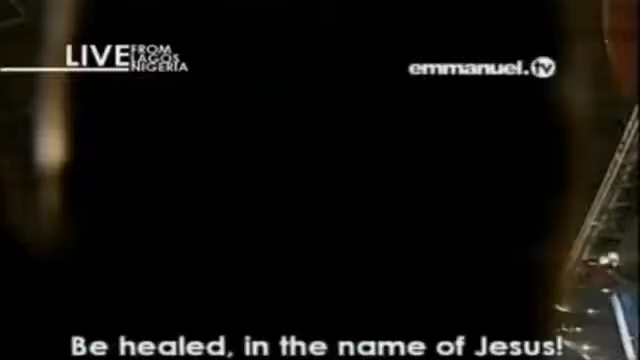 LIVE FROM
LAGOS
NIGERIA
emmanuel.tv
Be healed, in the name of Jesus!